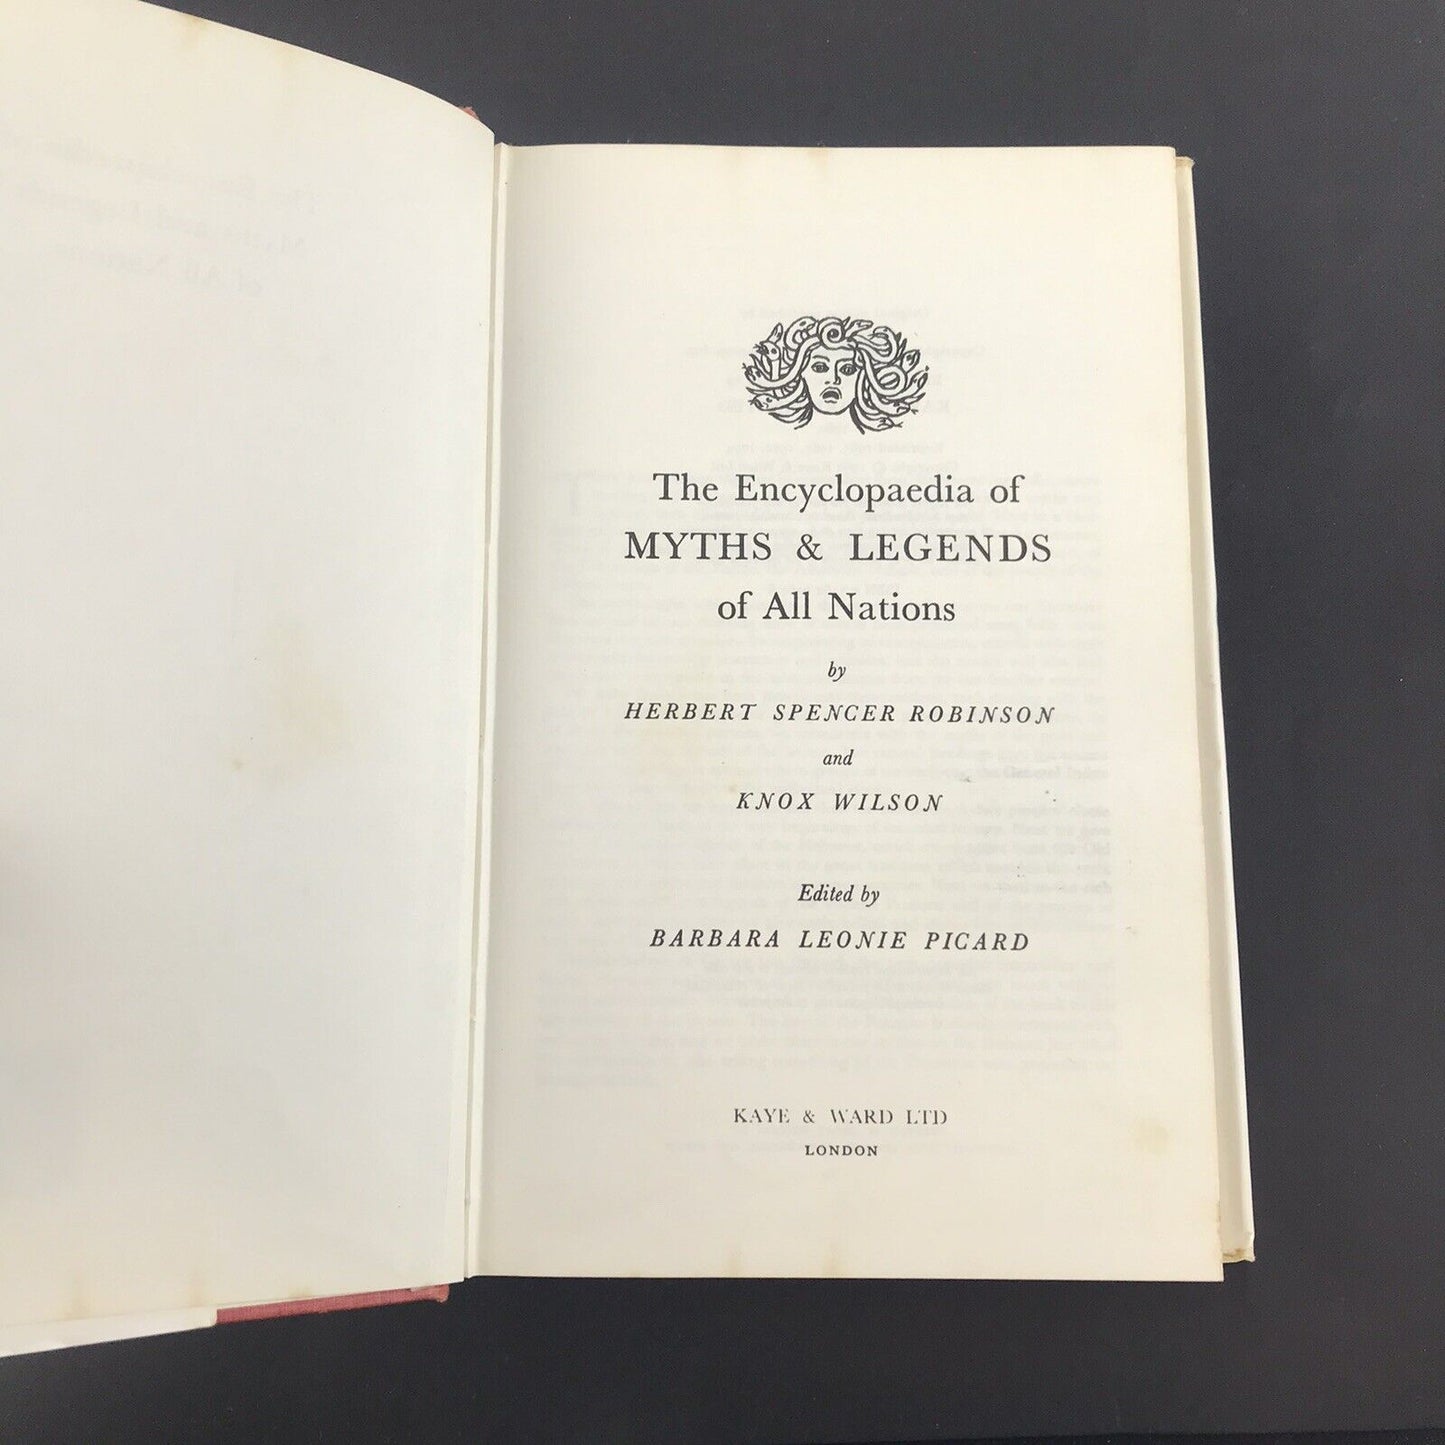 The Encyclopaedia of
MYTHS & LEGENDS
of All Nations
by
HERBERT SPENCER ROBINSON
and
KNOX WILSON
Edited by
BARBARA LEONIE PICARD
KAYE & WARD LTD
LONDON